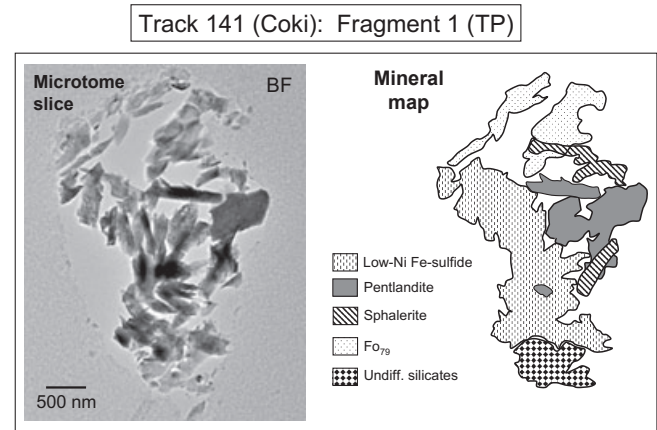 Track 141 (Coki): Fragment 1 (TP)
Microtome
slice
BF
500 nm
Mineral
map
Low-Ni Fe-sulfide
Pentlandite
Sphalerite
Fo₇₉
Undiff. silicates